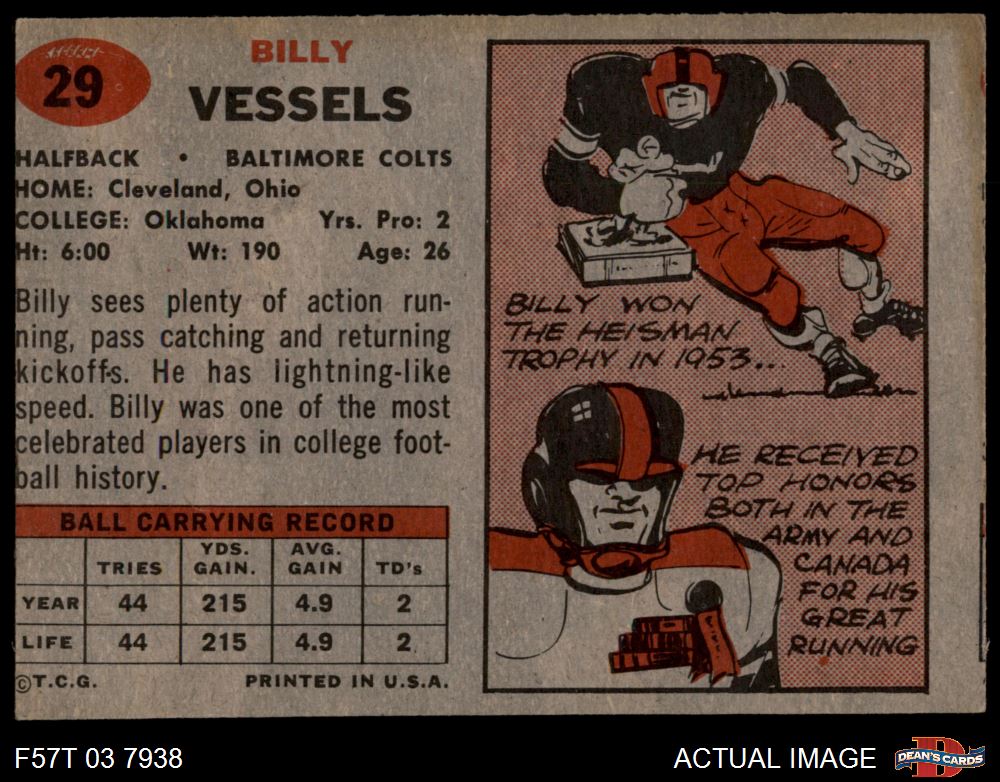 29
BILLY
VESSELS
HALFBACK • BALTIMORE COLTS
HOME: Cleveland, Ohio
COLLEGE: Oklahoma Yrs. Pro: 2
Ht: 6:00 Wt: 190 Age: 26
Billy sees plenty of action run-
ning, pass catching and returning
kickoffs. He has lightning-like
speed. Billy was one of the most
celebrated players in college foot-
ball history.
BALL CARRYING RECORD
TRIES YDS. GAIN. AVG. GAIN TD's
YEAR 44 215 4.9 2
LIFE 44 215 4.9 2
©T.C.G. PRINTED IN U.S.A.
BILLY WON
THE HEISMAN
TROPHY IN 1953...
HE RECEIVED
TOP HONORS
BOTH IN THE
ARMY AND
CANADA
FOR HIS
GREAT
RUNNING
F57T 03 7938
ACTUAL IMAGE
D
DEAN'S CARDS